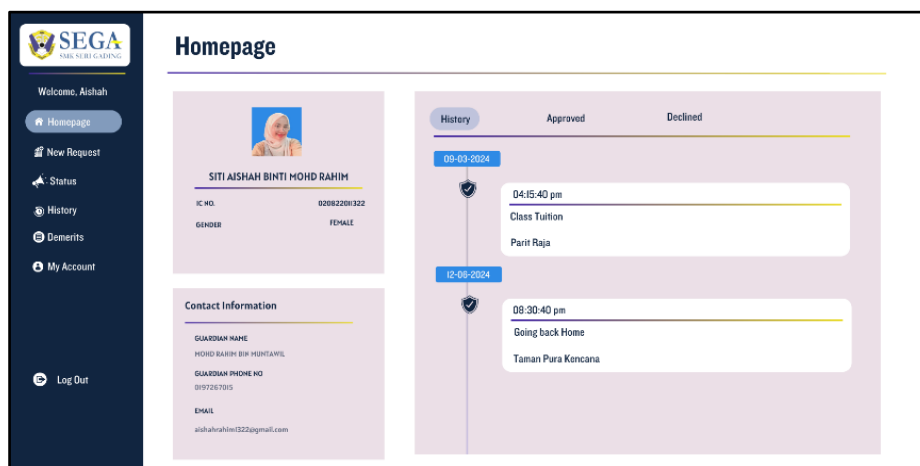 SEGA
SMK SERI GADING
Welcome, Aishah
Homepage
New Request
Status
History
Demerits
My Account
Log Out
Homepage
SITI AISHAH BINTI MOHD RAHIM
IC NO. 020822011322
GENDER FEMALE
Contact Information
GUARDIAN NAME
MOHD RAHIM BIN MUNTAWIL
GUARDIAN PHONE NO
0197267015
EMAIL
aishahrahim1322@gmail.com
History Approved Declined
09-03-2024
04:15:40 pm
Class Tuition
Parit Raja
12-06-2024
08:30:40 pm
Going back Home
Taman Pura Kencana